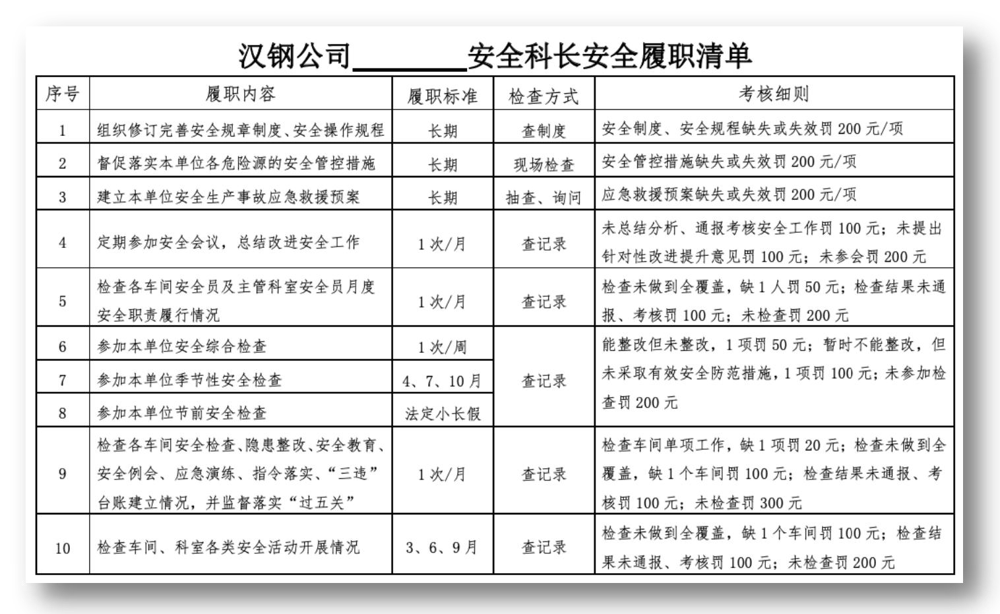 汉钢公司________安全科长安全履职清单
序号 履职内容 履职标准 检查方式 考核细则
1 组织修订完善安全规章制度、安全操作规程 长期 查制度 安全制度、安全规程缺失或失效罚 200 元/项
2 督促落实本单位各危险源的安全管控措施 长期 现场检查 安全管控措施缺失或失效罚 200 元/项
3 建立本单位安全生产事故应急救援预案 长期 抽查、询问 应急救援预案缺失或失效罚 200 元/项
4 定期参加安全会议，总结改进安全工作 1 次/月 查记录 未总结分析、通报考核安全工作罚 100 元；未提出
针对性改进提升意见罚 100 元；未参会罚 200 元
5 检查各车间安全员及主管科室安全员月度
安全职责履行情况 1 次/月 查记录 检查未做到全覆盖，缺 1 人罚 50 元；检查结果未通
报、考核罚 100 元；未检查罚 200 元
6 参加本单位安全综合检查 1 次/周
7 参加本单位季节性安全检查 4、7、10 月
8 参加本单位节前安全检查 法定小长假
查记录 能整改但未整改，1 项罚 50 元；暂时不能整改，但
未采取有效安全防范措施，1 项罚 100 元；未参加检
查罚 200 元
9 检查各车间安全检查、隐患整改、安全教育、
安全例会、应急演练、指令落实、“三违”
台账建立情况，并监督落实“过五关” 1 次/月 查记录 检查车间单项工作，缺 1 项罚 20 元；检查未做到全
覆盖，缺 1 个车间罚 100 元；检查结果未通报、考
核罚 100 元；未检查罚 300 元
10 检查车间、科室各类安全活动开展情况 3、6、9 月 查记录 检查未做到全覆盖，缺 1 个车间罚 100 元；检查结
果未通报、考核罚 100 元；未检查罚 200 元